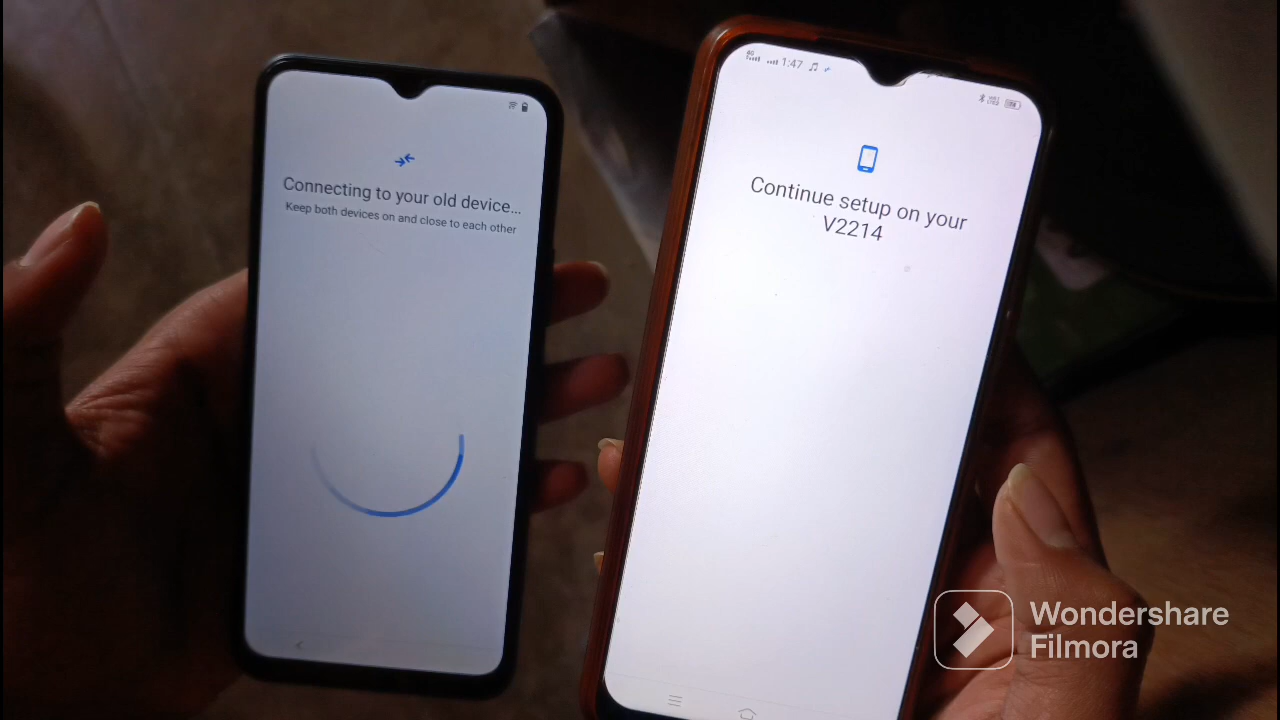 Connecting to your old device...
Keep both devices on and close to each other
1:47
Continue setup on your
V2214
Wondershare
Filmora